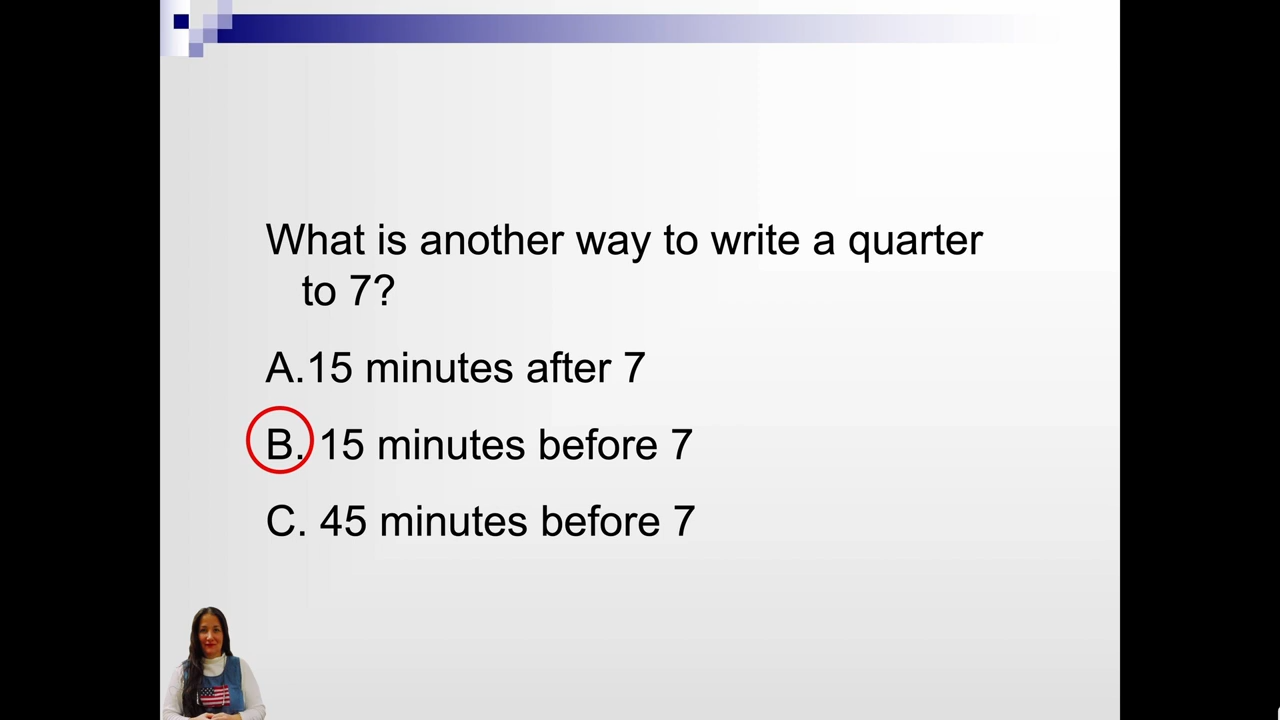 What is another way to write a quarter
to 7?
A.15 minutes after 7
B. 15 minutes before 7
C. 45 minutes before 7